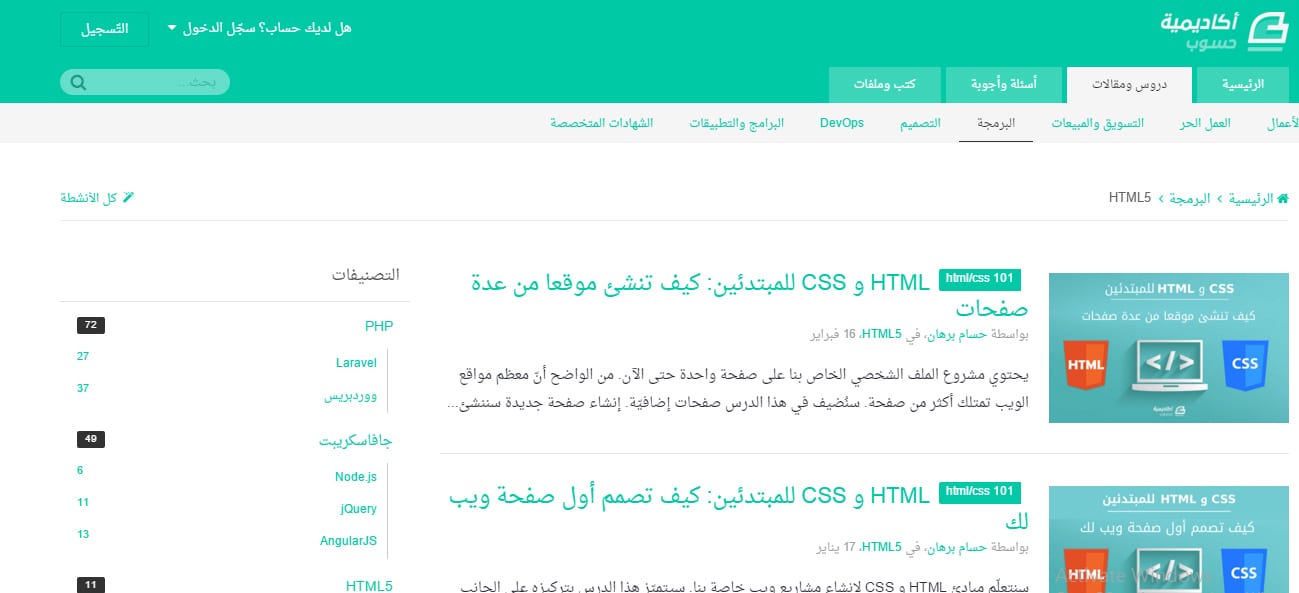 أكاديمية
حسوب
هل لديك حساب؟ سجّل الدخول
التّسجيل
الرئيسية
دروس ومقالات
أسئلة وأجوبة
كتب وملفات
بحث...
لأعمال
العمل الحر
التسويق والمبيعات
البرمجة
التصميم
DevOps
البرامج والتطبيقات
الشهادات المتخصصة
الرئيسية › البرمجة › HTML5
كل الأنشطة
CSS و HTML للمبتدئين
كيف تنشئ موقعا من عدة صفحات
HTML
</>
CSS
أكاديمية
html/css 101
HTML و CSS للمبتدئين: كيف تنشئ موقعا من عدة
صفحات
بواسطة حسام برهان، في HTML5، 16 فبراير
يحتوي مشروع الملف الشخصي الخاص بنا على صفحة واحدة حتى الآن. من الواضح أنّ معظم مواقع
الويب تمتلك أكثر من صفحة. سنُضيف في هذا الدرس صفحات إضافيّة. إنشاء صفحة جديدة سننشئ...
CSS و HTML للمبتدئين
كيف تصمم أول صفحة ويب لك
HTML
</>
CSS
Activate Windows
html/css 101
HTML و CSS للمبتدئين: كيف تصمم أول صفحة ويب
لك
بواسطة حسام برهان، في HTML5، 17 يناير
سنتعلّم مبادئ HTML و CSS لإنشاء مشاريع ويب خاصة بنا. سيتميّز هذا الدرس بتركيزه على الجانب
التصنيفات
PHP 72
Laravel 27
ووردبريس 37
جافاسكريبت 49
Node.js 6
jQuery 11
AngularJS 13
HTML5 11